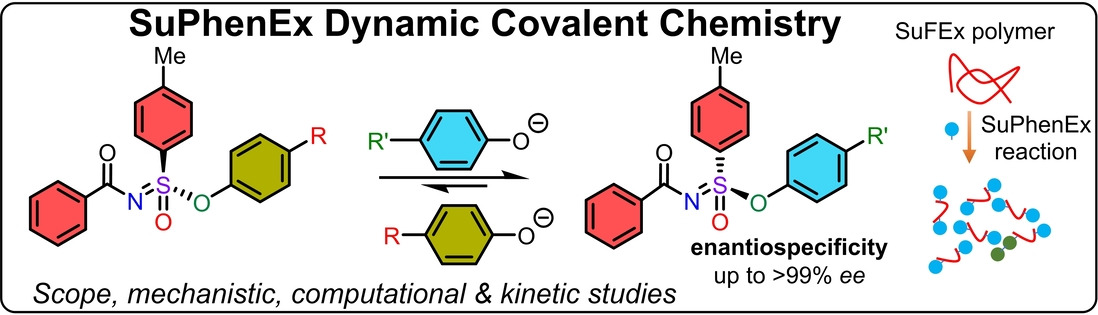 SuPhenEx Dynamic Covalent Chemistry
Me
O
N
S
O
O
R
R'
O⊖
R
O⊖
Me
O
N
S
O
O
R'
enantiospecificity
up to >99% ee
Scope, mechanistic, computational & kinetic studies
SuFEx polymer
SuPhenEx
reaction